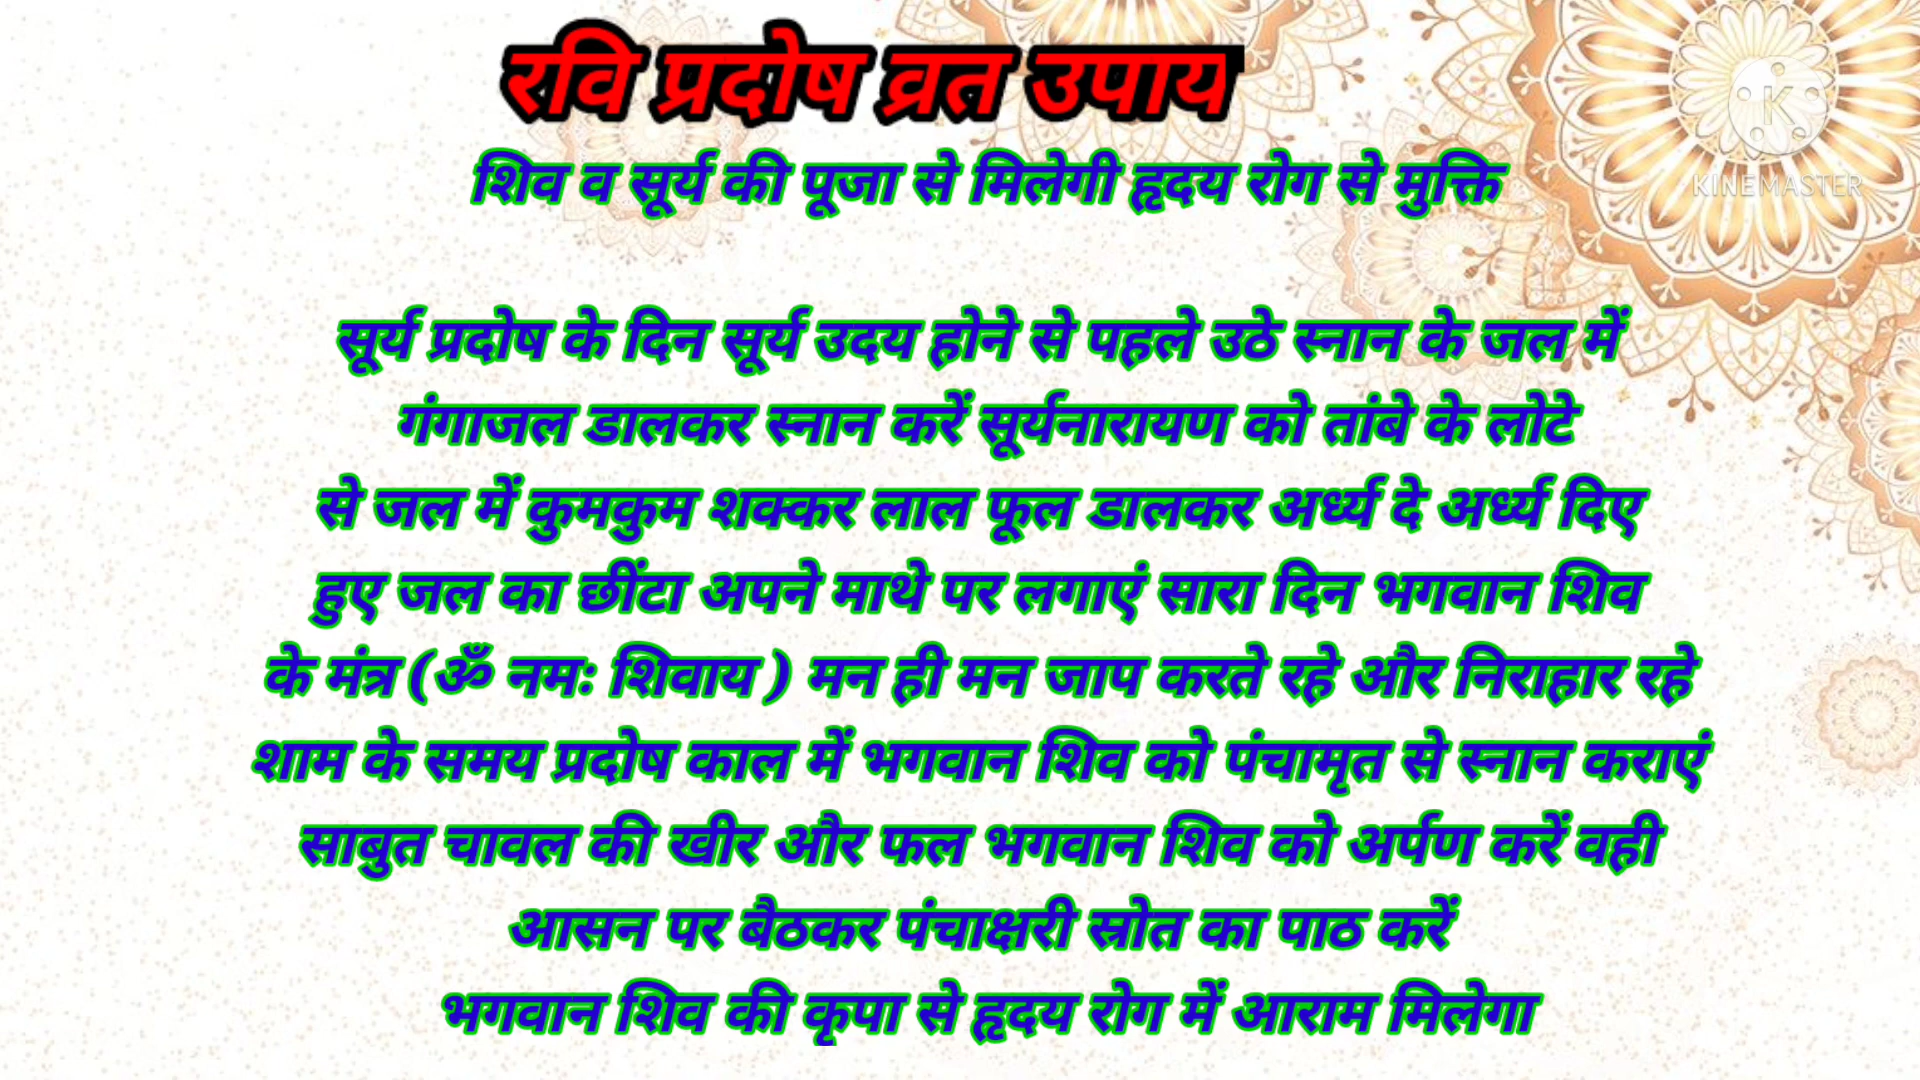 रवि प्रदोष व्रत उपाय
शिव व सूर्य की पूजा से मिलेगी हृदय रोग से मुक्ति
K
KINEMASTER
सूर्य प्रदोष के दिन सूर्य उदय होने से पहले उठे स्नान के जल में
गंगाजल डालकर स्नान करें सूर्यनारायण को तांबे के लोटे
से जल में कुमकुम शक्कर लाल फूल डालकर अर्ध्य दे अर्ध्य दिए
हुए जल का छींटा अपने माथे पर लगाएं सारा दिन भगवान शिव
के मंत्र (ॐ नमः शिवाय ) मन ही मन जाप करते रहे और निराहार रहे
शाम के समय प्रदोष काल में भगवान शिव को पंचामृत से स्नान कराएं
साबुत चावल की खीर और फल भगवान शिव को अर्पण करें वही
आसन पर बैठकर पंचाक्षरी स्रोत का पाठ करें
भगवान शिव की कृपा से हृदय रोग में आराम मिलेगा